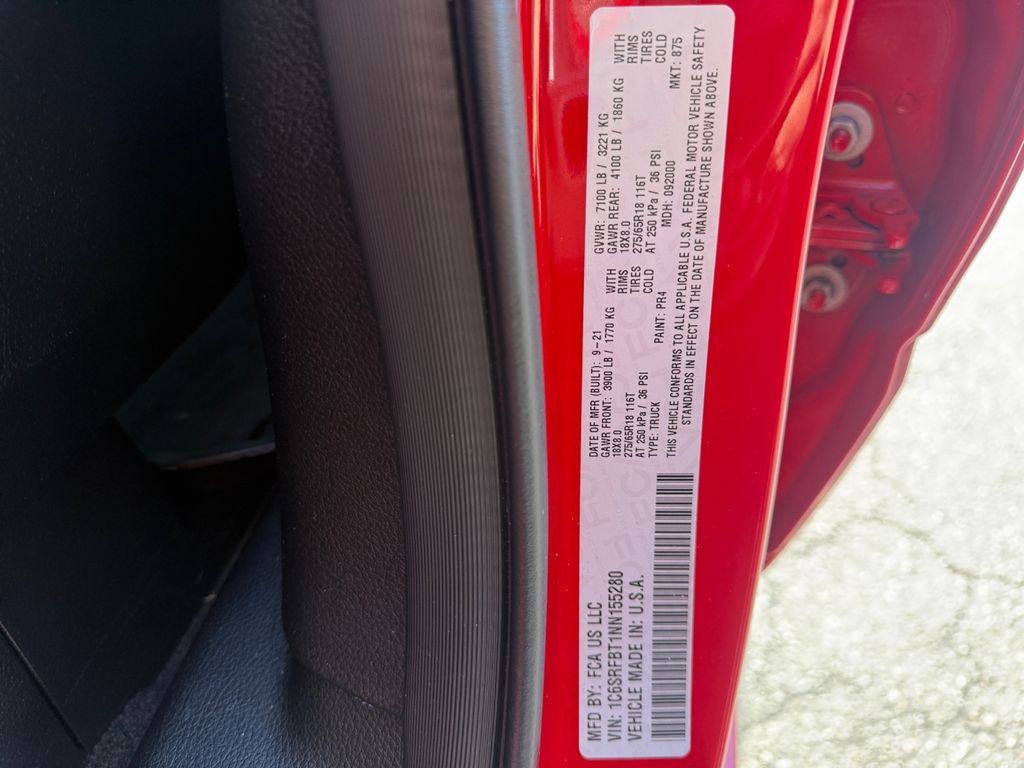 MFD BY: FCA US LLC
VIN: 1C6SRFBT1NN155280
VEHICLE MADE IN: U.S.A.
DATE OF MFR (BUILT): 9-21
GAWR FRONT: 3900 LB / 1770 KG WITH
18X8.0 RIMS
275/65R18 116T TIRES
AT 250 kPa / 36 PSI COLD
TYPE: TRUCK PAINT: PR4
GVWR: 7100 LB / 3221 KG
GAWR REAR: 4100 LB / 1860 KG WITH
18X8.0 RIMS
275/65R18 116T TIRES
AT 250 kPa / 36 PSI COLD
MDH: 092000 MKT: 875
THIS VEHICLE CONFORMS TO ALL APPLICABLE U.S.A. FEDERAL MOTOR VEHICLE SAFETY
STANDARDS IN EFFECT ON THE DATE OF MANUFACTURE SHOWN ABOVE.